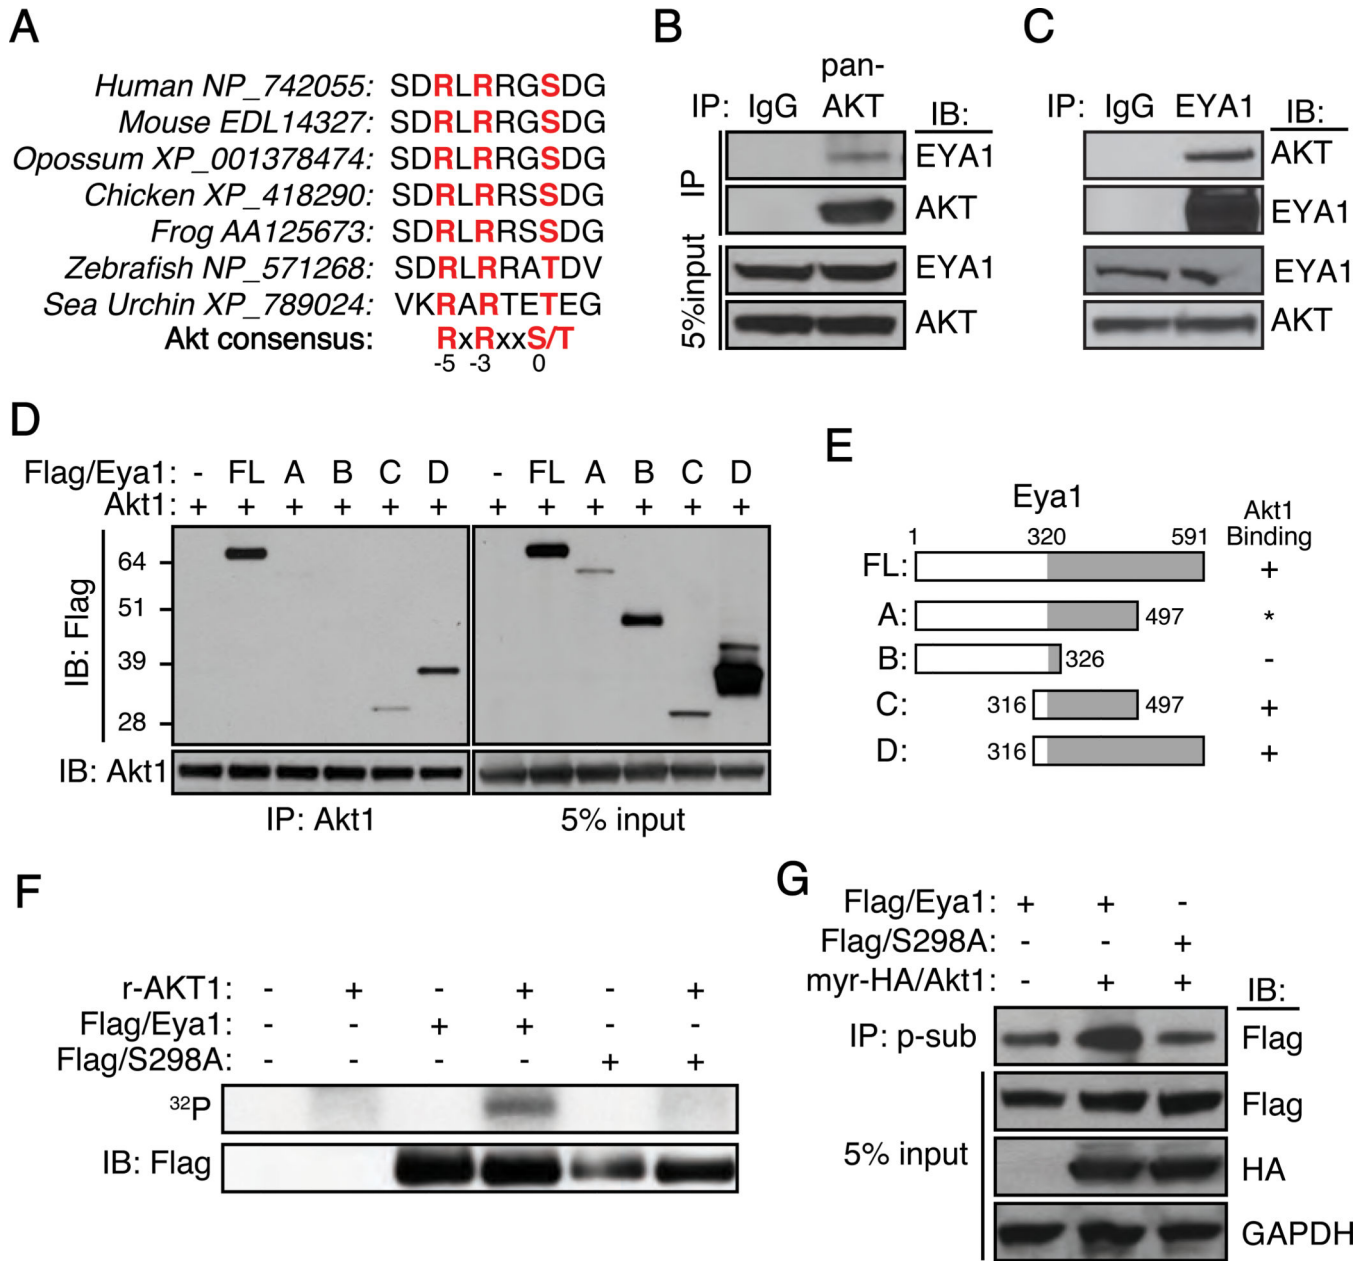 A
Human NP_742055: SDRLRRGSDG
Mouse EDL14327: SDRLRRGSDG
Opossum XP_001378474: SDRLRRGSDG
Chicken XP_418290: SDRLRRSSDG
Frog AA125673: SDRLRRSSDG
Zebrafish NP_571268: SDRLRRATDV
Sea Urchin XP_789024: VKRARTETEG
Akt consensus: RxRxxS/T
-5 -3 0
B
pan-
IP: IgG AKT IB:
IP
EYA1
AKT
5%input
EYA1
AKT
C
IP: IgG EYA1 IB:
AKT
EYA1
EYA1
AKT
D
Flag/Eya1: - FL A B C D - FL A B C D
Akt1: + + + + + + + + + + + +
IB: Flag
64
51
39
28
IB: Akt1
IP: Akt1 5% input
E
Eya1 Akt1
1 320 591 Binding
FL: +
A: 497 *
B: 326 -
C: 316 497 +
D: 316 +
F
r-AKT1: - + - + - +
Flag/Eya1: - - + + - -
Flag/S298A: - - - - + +
32P
IB: Flag
G
Flag/Eya1: + + -
Flag/S298A: - - +
myr-HA/Akt1: - + + IB:
IP: p-sub Flag
5% input
Flag
HA
GAPDH